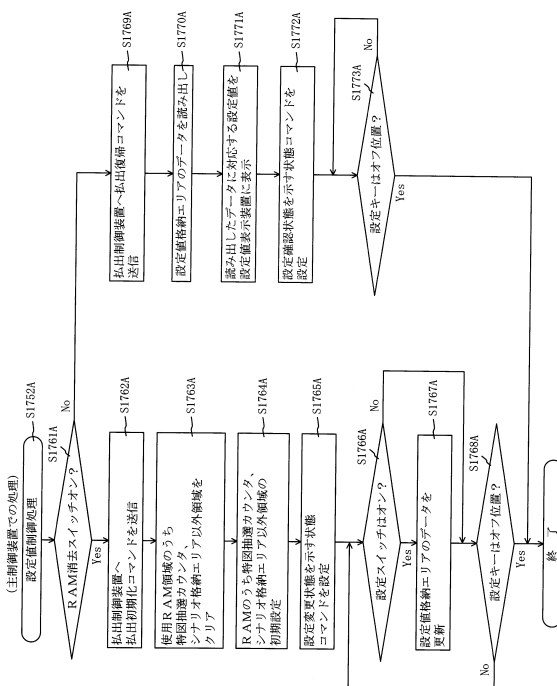 (主制御装置での処理)
設定値制御処理
S1752A
RAM消去スイッチオン?
S1761A
No
Yes
払出制御装置へ
払出初期化コマンドを送信
S1762A
使用RAM領域のうち
特図抽選カウンタ、
シナリオ格納エリア以外領域を
クリア
S1763A
RAMのうち特図抽選カウンタ、
シナリオ格納エリア以外領域の
初期設定
S1764A
設定変更状態を示す状態
コマンドを設定
S1765A
設定スイッチはオン?
S1766A
No
Yes
設定値格納エリアのデータを
更新
S1767A
設定キーはオフ位置?
S1768A
No
Yes
払出制御装置へ払出復帰コマンドを
送信
S1769A
設定値格納エリアのデータを読み出し
S1770A
読み出したデータに対応する設定値を
設定値表示装置に表示
S1771A
設定確認状態を示す状態コマンドを
設定
S1772A
設定キーはオフ位置?
S1773A
No
Yes
終 了